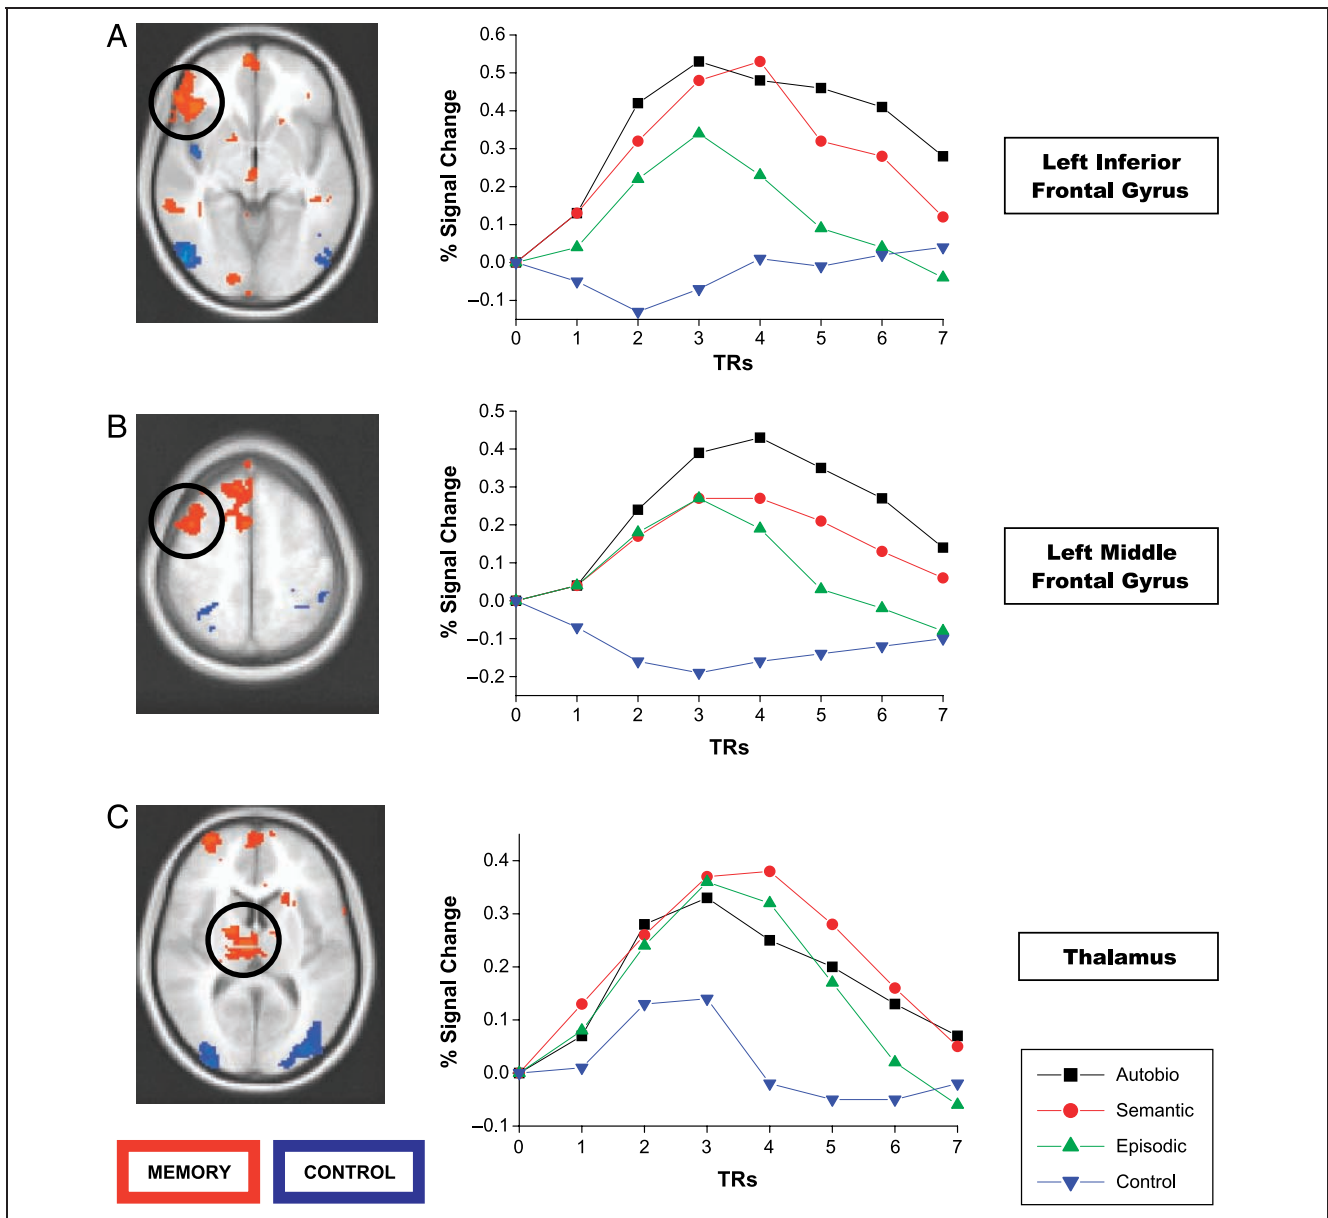 A
0.6
0.5
0.4
0.3
0.2
0.1
0.0
–0.1
% Signal Change
0 1 2 3 4 5 6 7
TRs
Left Inferior
Frontal Gyrus
B
0.5
0.4
0.3
0.2
0.1
0.0
–0.1
–0.2
% Signal Change
0 1 2 3 4 5 6 7
TRs
Left Middle
Frontal Gyrus
C
0.4
0.3
0.2
0.1
0.0
–0.1
% Signal Change
0 1 2 3 4 5 6 7
TRs
Thalamus
Autobio
Semantic
Episodic
Control
MEMORY
CONTROL